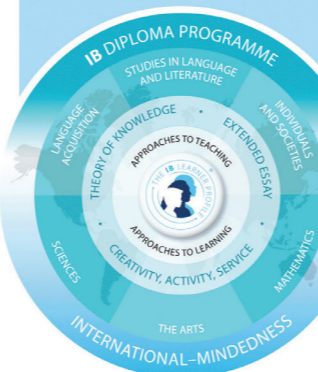 IB DIPLOMA PROGRAMME
STUDIES IN LANGUAGE
AND LITERATURE
LANGUAGE
ACQUISITION
INDIVIDUALS
AND SOCIETIES
THEORY OF KNOWLEDGE
EXTENDED ESSAY
APPROACHES TO TEACHING
THE IB LEARNER PROFILE
APPROACHES TO LEARNING
CREATIVITY, ACTIVITY, SERVICE
SCIENCES
MATHEMATICS
THE ARTS
INTERNATIONAL-MINDEDNESS